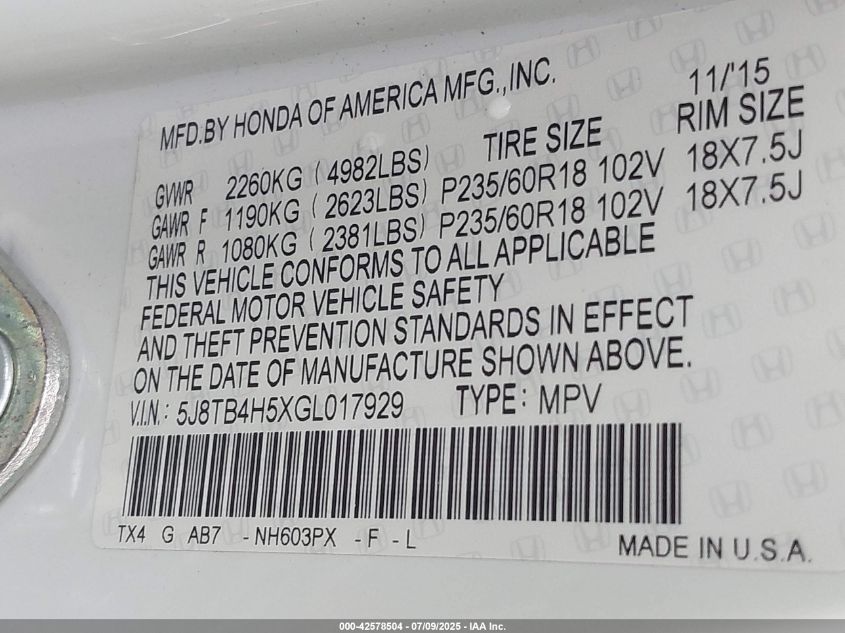 MFD.BY HONDA OF AMERICA MFG.,INC. 11/'15
TIRE SIZE RIM SIZE
GVWR 2260KG (4982LBS)
GAWR F 1190KG (2623LBS) P235/60R18 102V 18X7.5J
GAWR R 1080KG (2381LBS) P235/60R18 102V 18X7.5J
THIS VEHICLE CONFORMS TO ALL APPLICABLE
FEDERAL MOTOR VEHICLE SAFETY
AND THEFT PREVENTION STANDARDS IN EFFECT
ON THE DATE OF MANUFACTURE SHOWN ABOVE.
V.I.N.: 5J8TB4H5XGL017929 TYPE: MPV
TX4 G AB7 -NH603PX -F -L
MADE IN U.S.A.
000-42578504 | 07/09/2025 - IAA Inc.